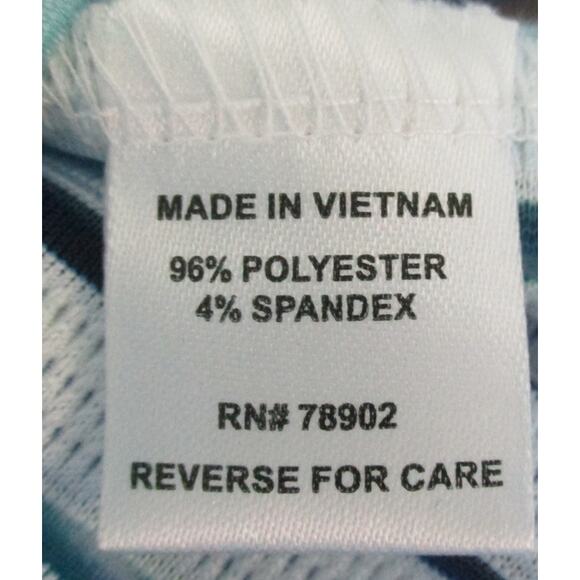 MADE IN VIETNAM
96% POLYESTER
4% SPANDEX
RN# 78902
REVERSE FOR CARE